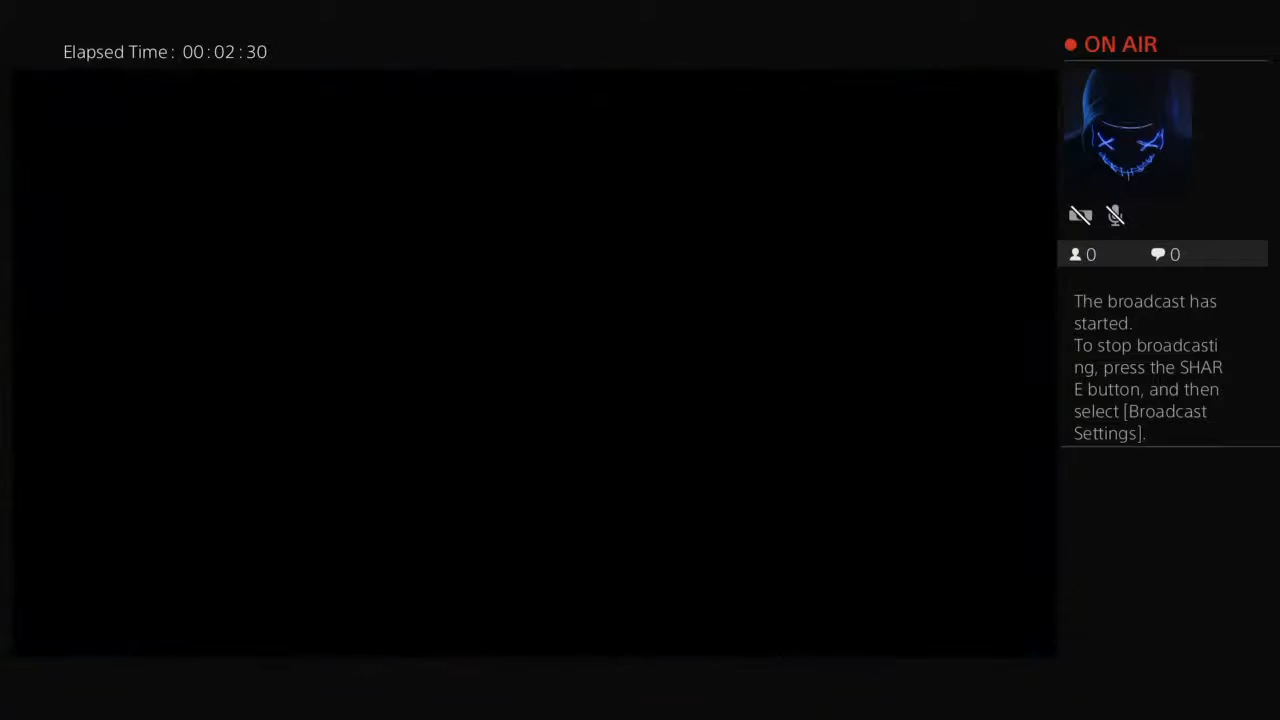 Elapsed Time: 00:02:30
ON AIR
0 0
The broadcast has
started.
To stop broadcasti
ng, press the SHAR
E button, and then
select [Broadcast
Settings].